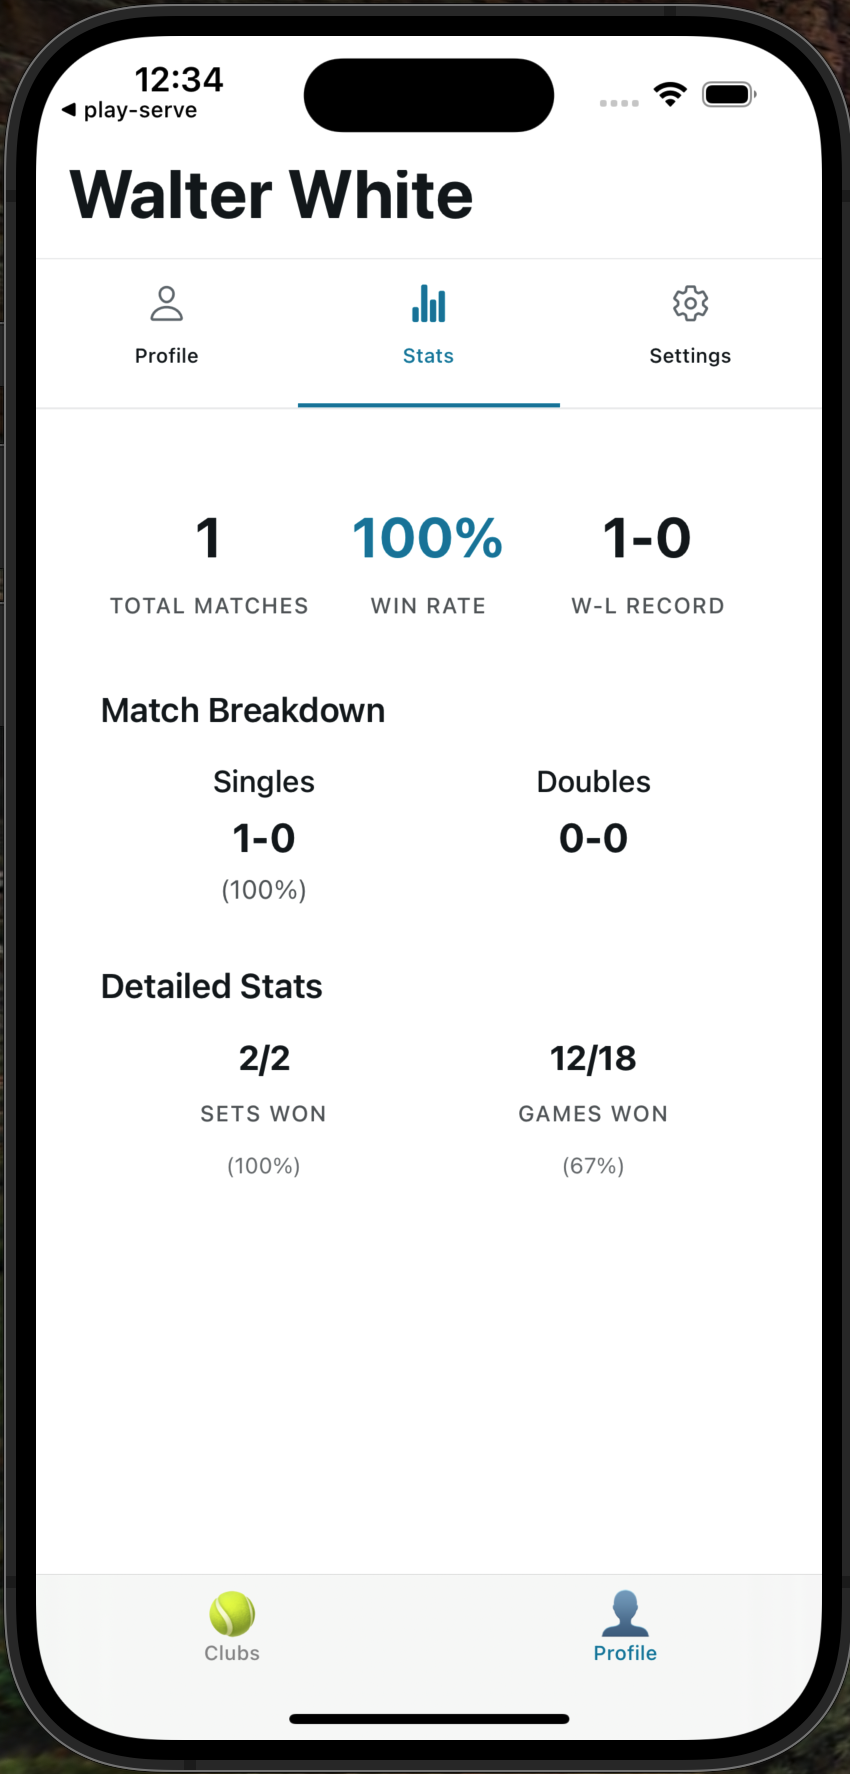 12:34
◀ play-serve
Walter White
Profile Stats Settings
1 100% 1-0
TOTAL MATCHES WIN RATE W-L RECORD
Match Breakdown
Singles Doubles
1-0 0-0
(100%)
Detailed Stats
2/2 12/18
SETS WON GAMES WON
(100%) (67%)
Clubs Profile